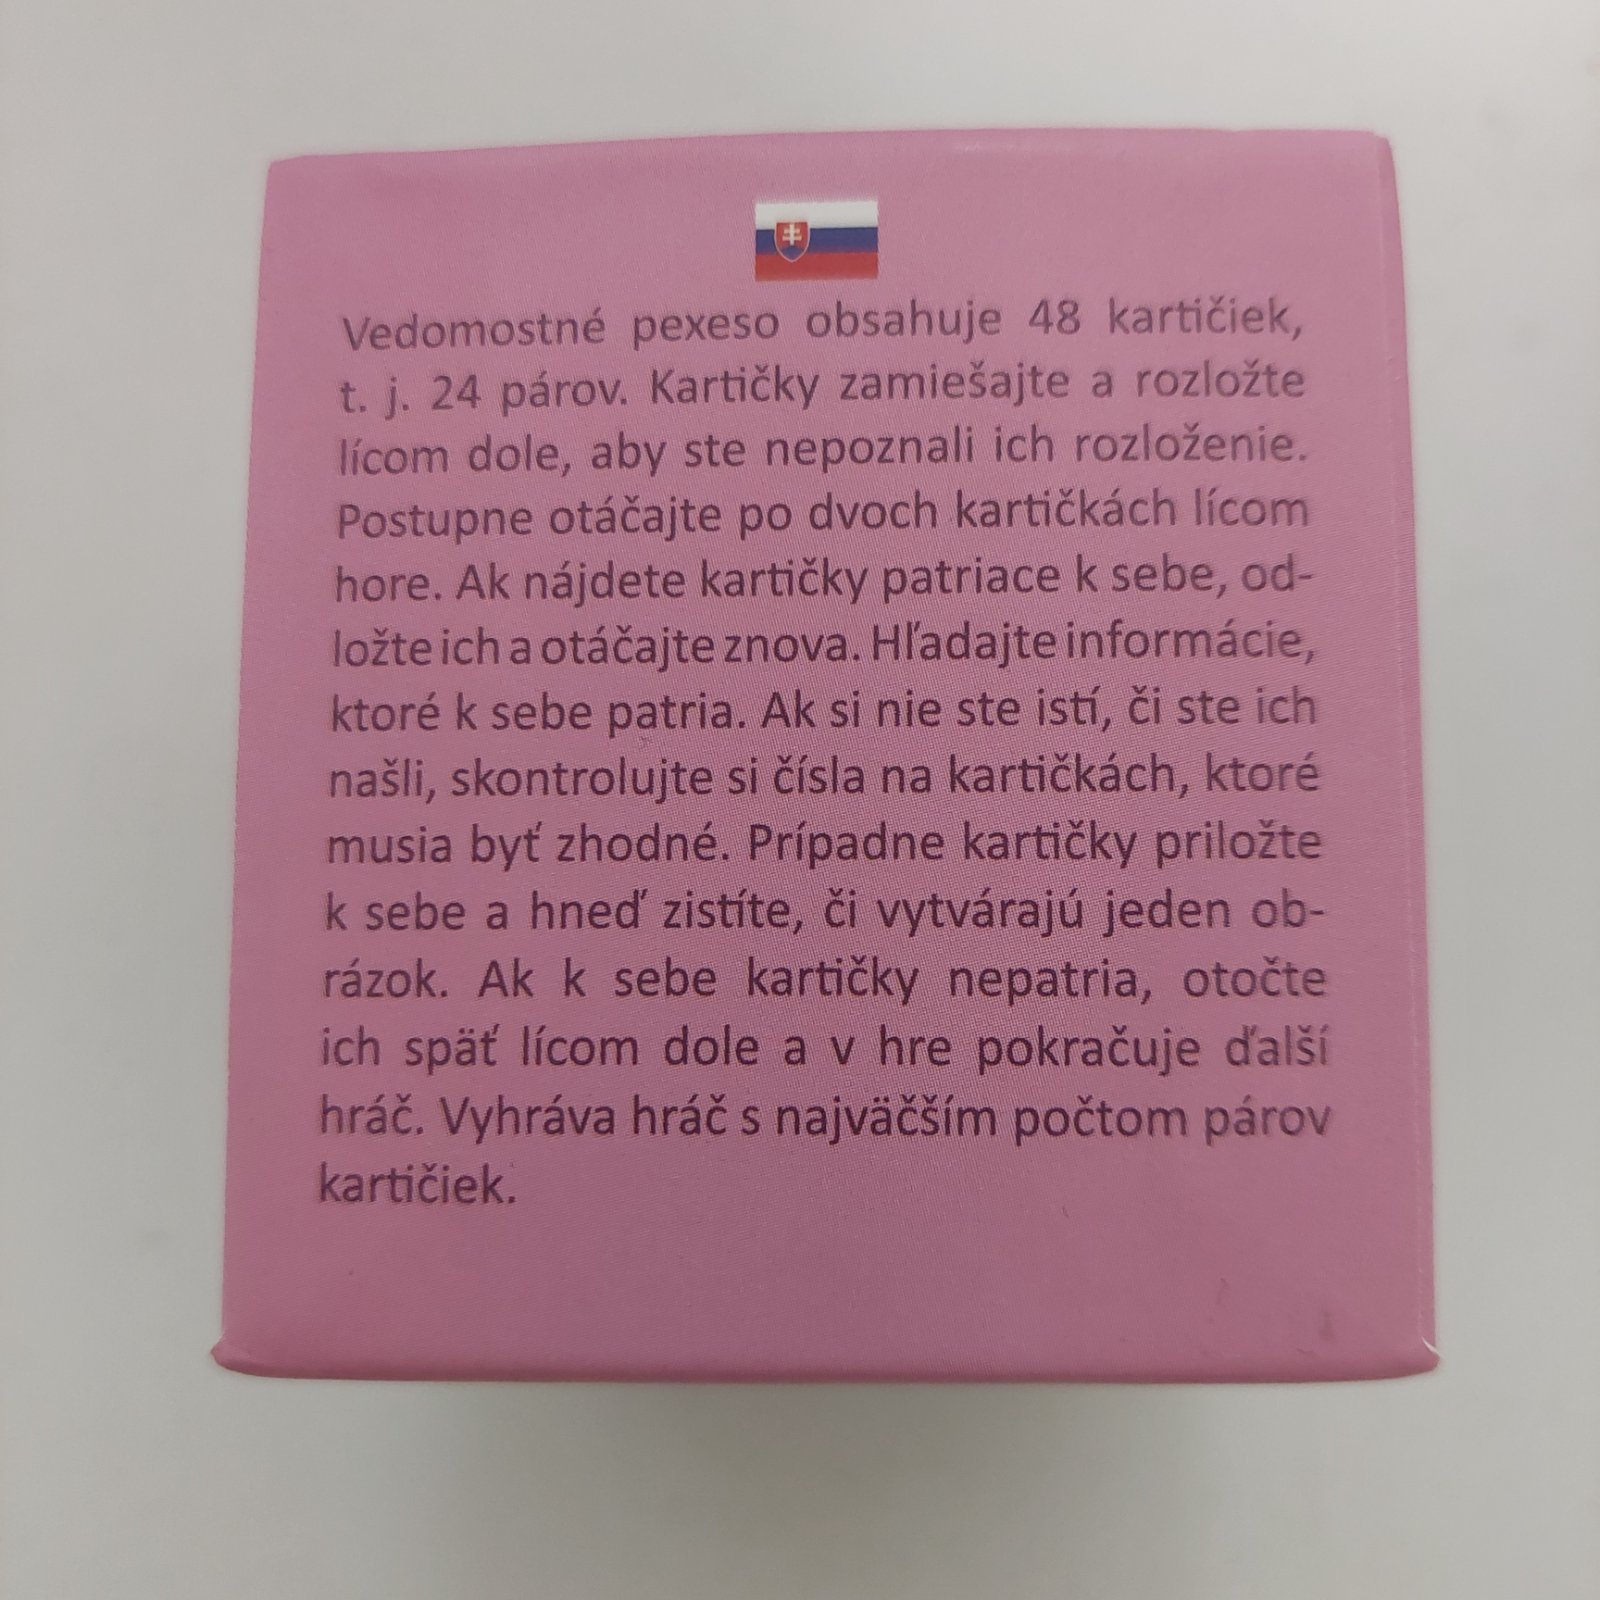 Vedomostné pexeso obsahuje 48 kartičiek,
t. j. 24 párov. Kartičky zamiešajte a rozložte
lícom dole, aby ste nepoznali ich rozloženie.
Postupne otáčajte po dvoch kartičkách lícom
hore. Ak nájdete kartičky patriace k sebe, od-
ložte ich a otáčajte znova. Hľadajte informácie,
ktoré k sebe patria. Ak si nie ste istí, či ste ich
našli, skontrolujte si čísla na kartičkách, ktoré
musia byť zhodné. Prípadne kartičky priložte
k sebe a hneď zistíte, či vytvárajú jeden ob-
rázok. Ak k sebe kartičky nepatria, otočte
ich späť lícom dole a v hre pokračuje ďalší
hráč. Vyhráva hráč s najväčším počtom párov
kartičiek.